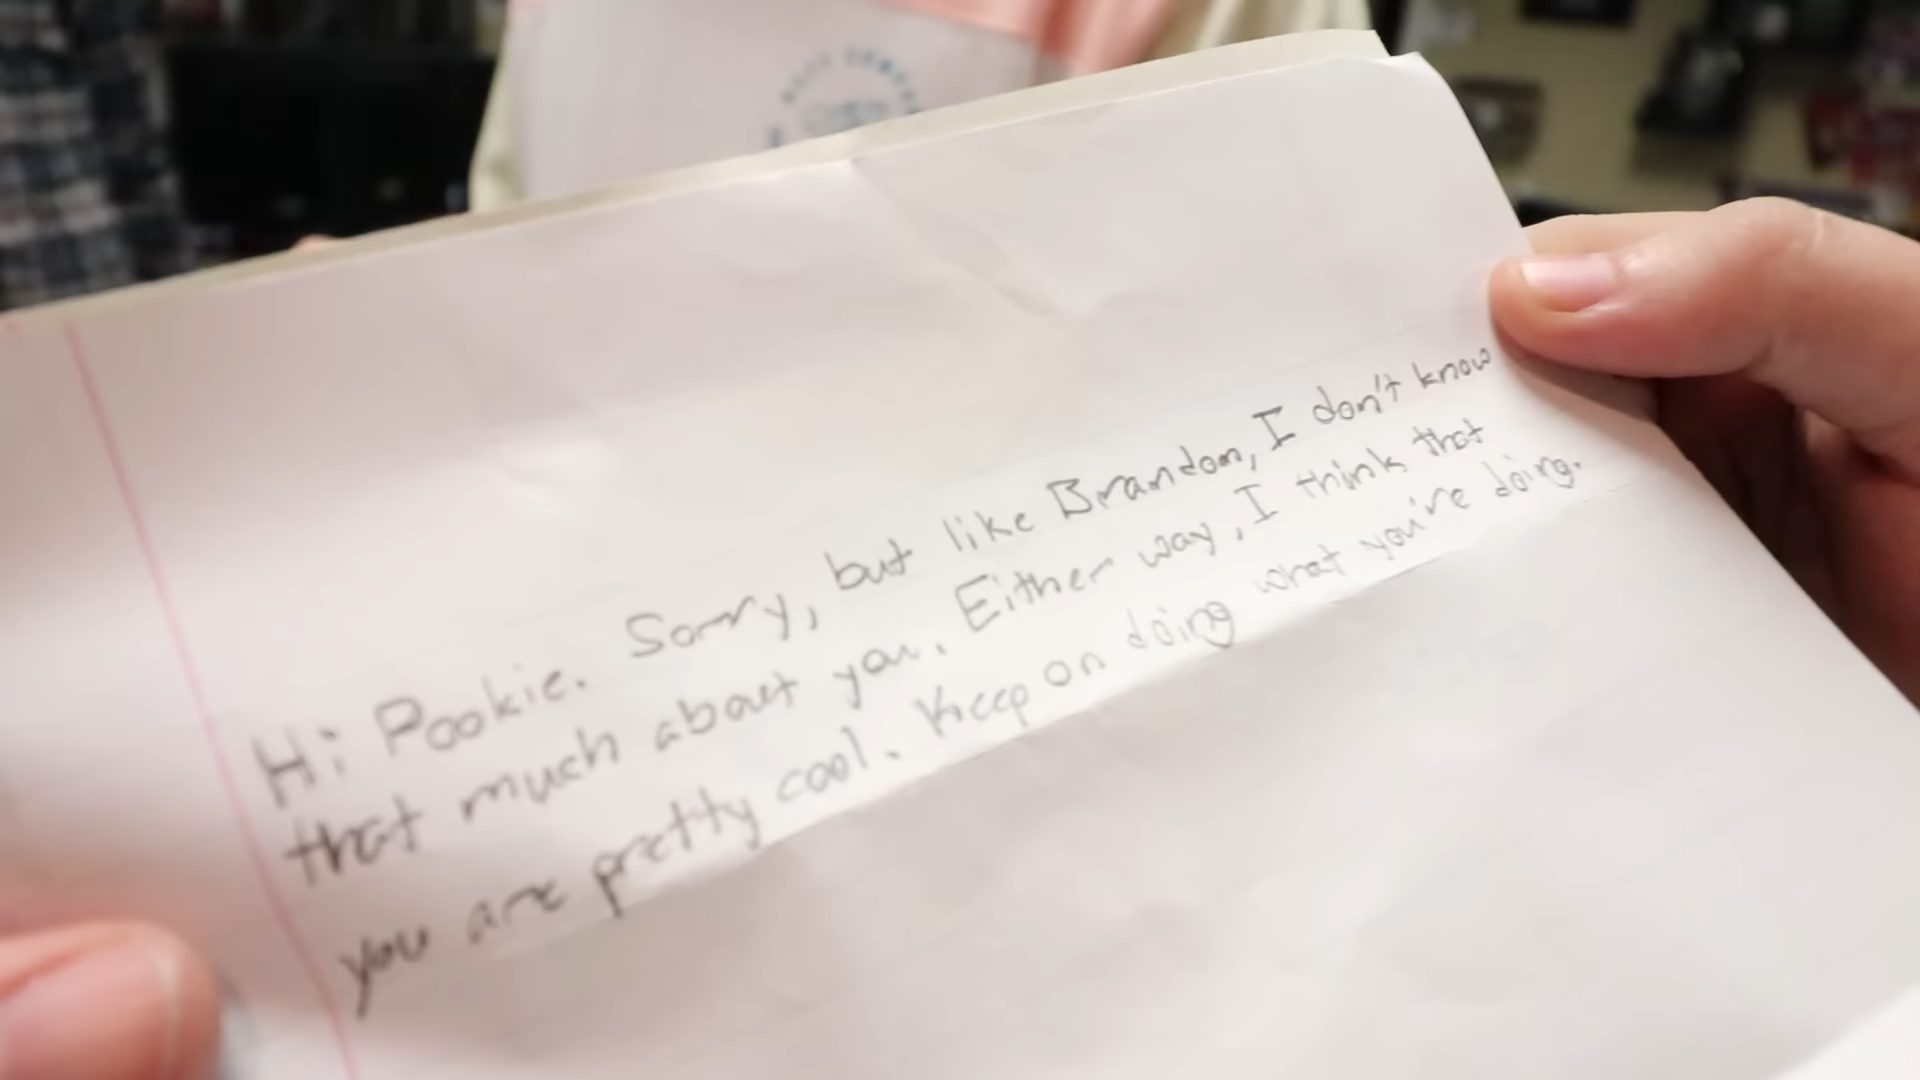 Hi Pookie. Sorry, but like Brandon, I don't know
that much about you. Either way, I think that
you are pretty cool. Keep on doing what you're doing.